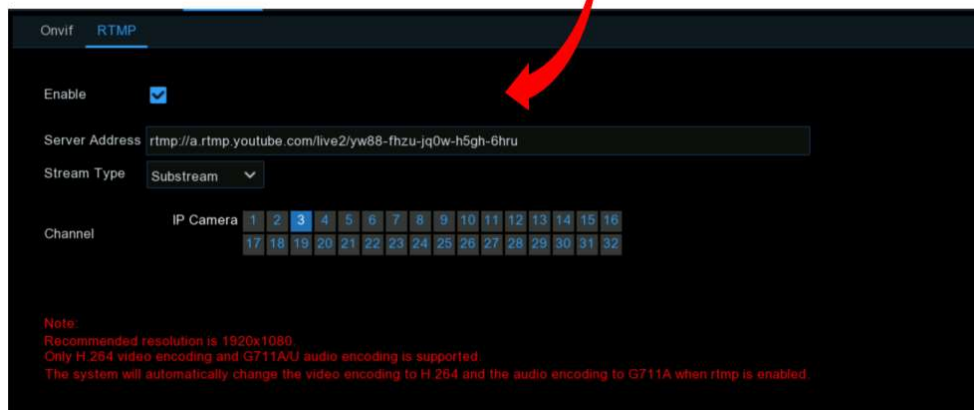 Onvif RTMP
Enable
Server Address rtmp://a.rtmp.youtube.com/live2/yw88-fhzu-jq0w-h5gh-6hru
Stream Type Substream
Channel IP Camera 1 2 3 4 5 6 7 8 9 10 11 12 13 14 15 16
17 18 19 20 21 22 23 24 25 26 27 28 29 30 31 32
Note:
Recommended resolution is 1920x1080.
Only H.264 video encoding and G711A/U audio encoding is supported.
The system will automatically change the video encoding to H.264 and the audio encoding to G711A when rtmp is enabled.